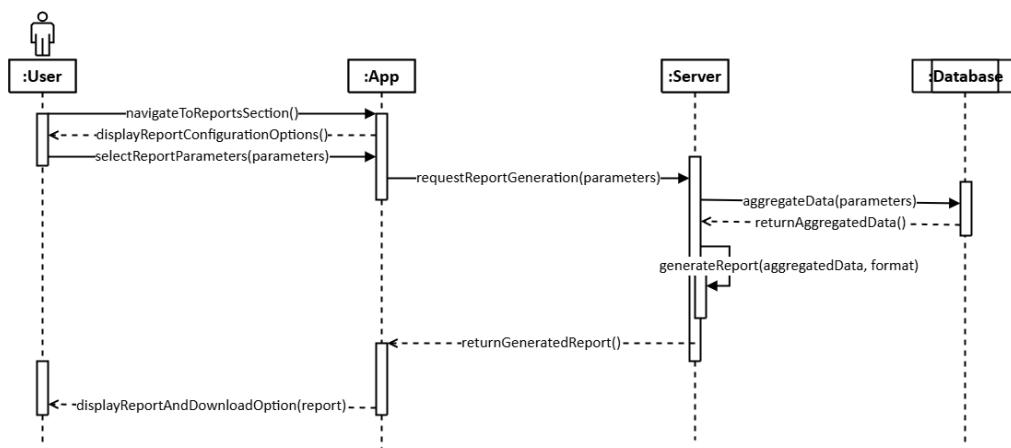 :User
:App
:Server
:Database
navigateToReportsSection()
displayReportConfigurationOptions()
selectReportParameters(parameters)
requestReportGeneration(parameters)
aggregateData(parameters)
returnAggregatedData()
generateReport(aggregatedData, format)
returnGeneratedReport()
displayReportAndDownloadOption(report)